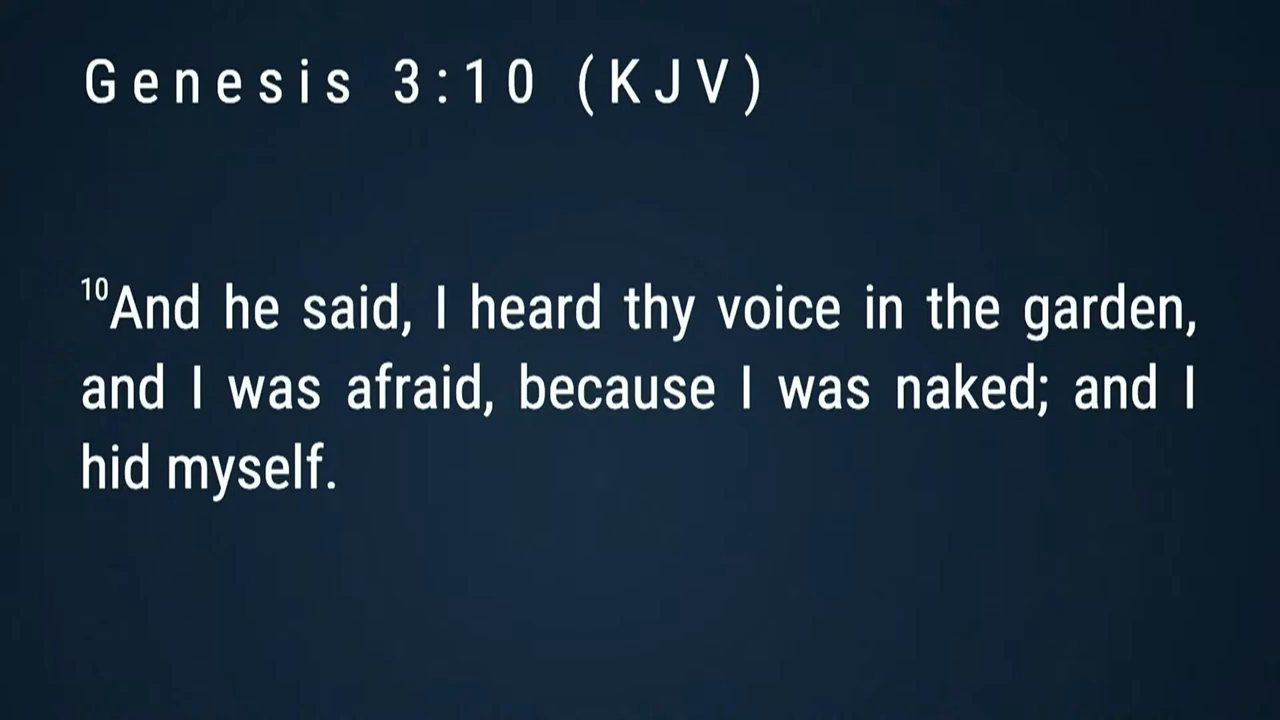 Genesis 3:10 (KJV)
10And he said, I heard thy voice in the garden,
and I was afraid, because I was naked; and I
hid myself.